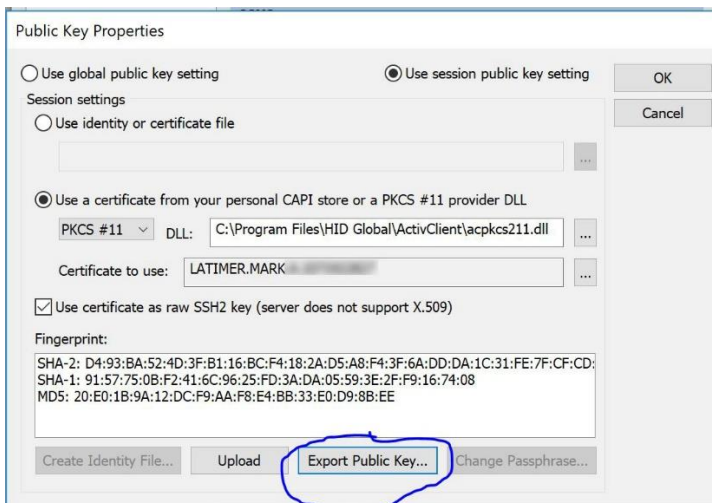 Public Key Properties
Use global public key setting
Use session public key setting
OK
Session settings
Cancel
Use identity or certificate file
...
Use a certificate from your personal CAPI store or a PKCS #11 provider DLL
PKCS #11 DLL: C:\Program Files\HID Global\ActivClient\acpkcs211.dll ...
Certificate to use: LATIMER.MARK ...
Use certificate as raw SSH2 key (server does not support X.509)
Fingerprint:
SHA-2: D4:93:BA:52:4D:3F:B1:16:BC:F4:18:2A:D5:A8:F4:3F:6A:DD:DA:1C:31:FE:7F:CF:CD:
SHA-1: 91:57:75:0B:F2:41:6C:96:25:FD:3A:DA:05:59:3E:2F:F9:16:74:08
MD5: 20:E0:1B:9A:12:DC:F9:AA:F8:E4:BB:33:E0:D9:8B:EE
Create Identity File... Upload Export Public Key... Change Passphrase...